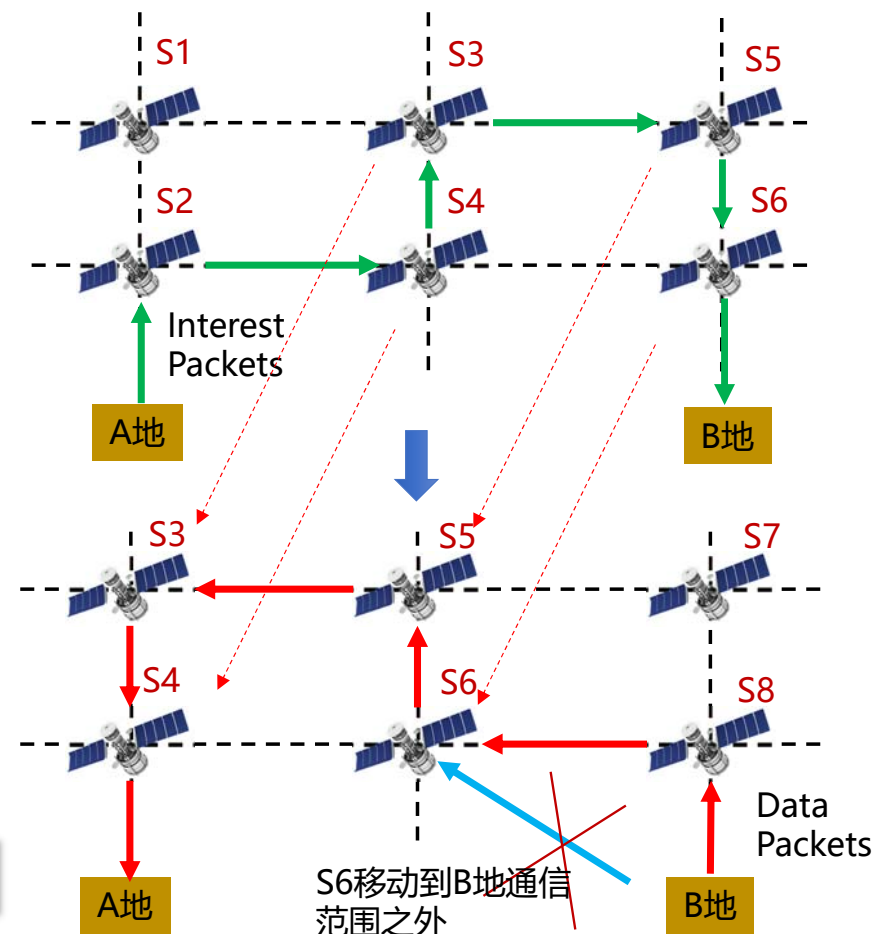 S1
S3
S5
S2
S4
S6
Interest
Packets
A地
B地
S3
S5
S7
S4
S6
S8
Data
Packets
S6移动到B地通信
范围之外
A地
B地